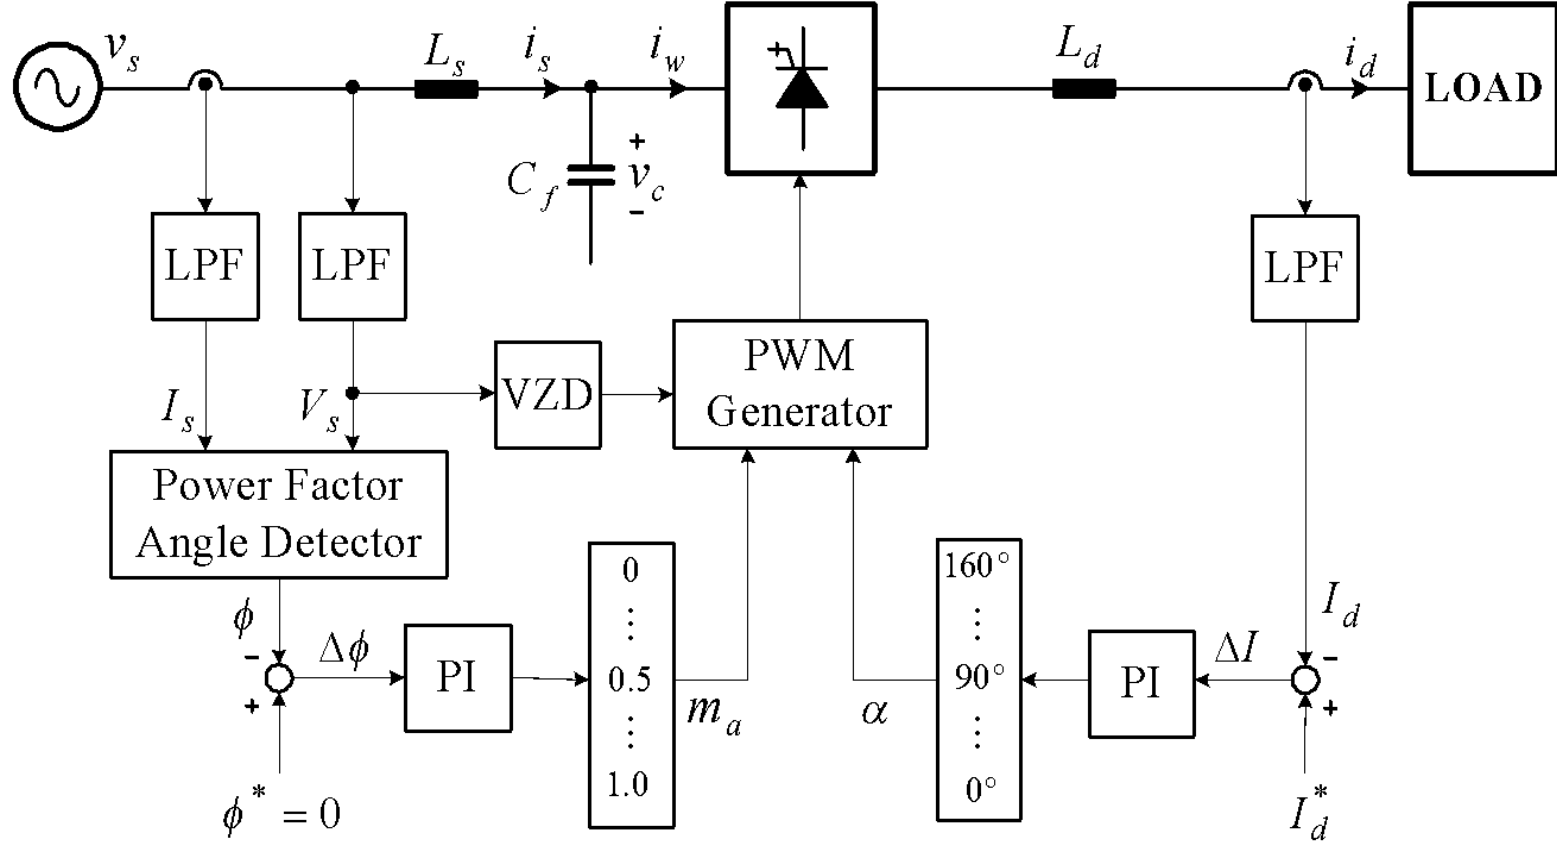 v_s
L_s
i_s
i_w
L_d
i_d
LOAD
C_f
+
v_c
-
LPF
LPF
LPF
I_s
V_s
VZD
PWM
Generator
Power Factor
Angle Detector
ϕ
-
+
Δϕ
PI
ϕ* = 0
0
⋮
0.5
⋮
1.0
m_a
α
160°
⋮
90°
⋮
0°
PI
ΔI
I_d
-
+
I_d*